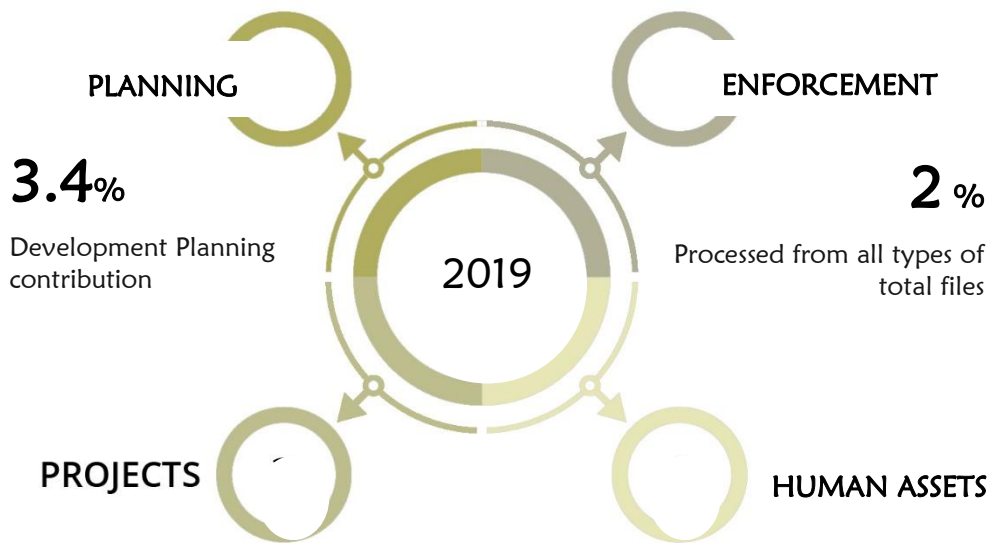 PLANNING
ENFORCEMENT
3.4%
Development Planning
contribution
2 %
Processed from all types of
total files
2019
PROJECTS
HUMAN ASSETS